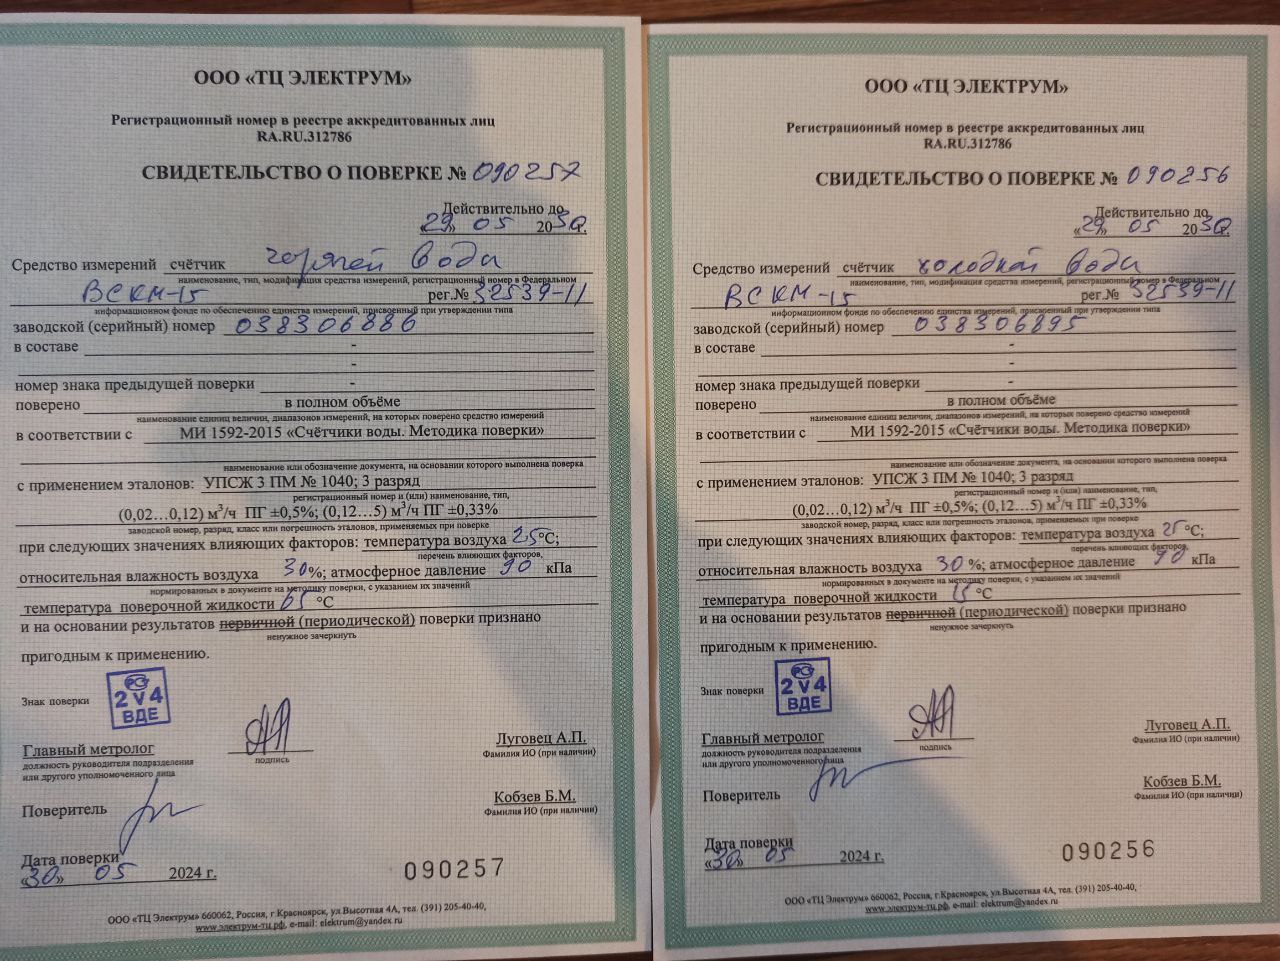 ООО «ТЦ ЭЛЕКТРУМ»
Регистрационный номер в реестре аккредитованных лиц
RA.RU.312786
СВИДЕТЕЛЬСТВО О ПОВЕРКЕ № 090257
Действительно до
«29» 05 2030г.
Средство измерений счётчик горячей воды
наименование, тип, модификация средства измерений, регистрационный номер в Федеральном
ВСКМ-15 рег.№ 32539-11
информационном фонде по обеспечению единства измерений, присвоенный при утверждении типа
заводской (серийный) номер 038306886
в составе -
-
номер знака предыдущей поверки -
поверено в полном объёме
наименование единиц величин, диапазонов измерений, на которых поверено средство измерений
в соответствии с МИ 1592-2015 «Счётчики воды. Методика поверки»
наименование или обозначение документа, на основании которого выполнена поверка
с применением эталонов: УПСЖ 3 ПМ № 1040; 3 разряд
регистрационный номер и (или) наименование, тип,
(0,02…0,12) м³/ч ПГ ±0,5%; (0,12…5) м³/ч ПГ ±0,33%
заводской номер, разряд, класс или погрешность эталонов, применяемых при поверке
при следующих значениях влияющих факторов: температура воздуха 25°С;
перечень влияющих факторов,
относительная влажность воздуха 30%; атмосферное давление 90 кПа
нормированных в документе на методику поверки, с указанием их значений
температура поверочной жидкости 65 °С
и на основании результатов первичной (периодической) поверки признано
ненужное зачеркнуть
пригодным к применению.
Знак поверки
РСТ
2 V 4
ВДЕ
Главный метролог
должность руководителя подразделения
или другого уполномоченного лица
подпись
Луговец А.П.
Фамилия ИО (при наличии)
Поверитель
Кобзев Б.М.
Фамилия ИО (при наличии)
Дата поверки
«30» 05 2024 г.
090257
ООО «ТЦ Электрум» 660062, Россия, г.Красноярск, ул.Высотная 4А, тел. (391) 205-40-40,
www.электрум-тц.рф, e-mail: elektrum@yandex.ru
ООО «ТЦ ЭЛЕКТРУМ»
Регистрационный номер в реестре аккредитованных лиц
RA.RU.312786
СВИДЕТЕЛЬСТВО О ПОВЕРКЕ № 090256
Действительно до
«29» 05 2030г.
Средство измерений счётчик холодной воды
наименование, тип, модификация средства измерений, регистрационный номер в Федеральном
ВСКМ-15 рег.№ 32539-11
информационном фонде по обеспечению единства измерений, присвоенный при утверждении типа
заводской (серийный) номер 038306895
в составе -
-
номер знака предыдущей поверки -
поверено в полном объёме
наименование единиц величин, диапазонов измерений, на которых поверено средство измерений
в соответствии с МИ 1592-2015 «Счётчики воды. Методика поверки»
наименование или обозначение документа, на основании которого выполнена поверка
с применением эталонов: УПСЖ 3 ПМ № 1040; 3 разряд
регистрационный номер и (или) наименование, тип,
(0,02…0,12) м³/ч ПГ ±0,5%; (0,12…5) м³/ч ПГ ±0,33%
заводской номер, разряд, класс или погрешность эталонов, применяемых при поверке
при следующих значениях влияющих факторов: температура воздуха 25°С;
перечень влияющих факторов,
относительная влажность воздуха 30 %; атмосферное давление 90 кПа
нормированных в документе на методику поверки, с указанием их значений
температура поверочной жидкости 15 °С
и на основании результатов первичной (периодической) поверки признано
ненужное зачеркнуть
пригодным к применению.
Знак поверки
РСТ
2 V 4
ВДЕ
Главный метролог
должность руководителя подразделения
или другого уполномоченного лица
подпись
Луговец А.П.
Фамилия ИО (при наличии)
Поверитель
Кобзев Б.М.
Фамилия ИО (при наличии)
Дата поверки
«30» 05 2024 г.
090256
ООО «ТЦ Электрум» 660062, Россия, г.Красноярск, ул.Высотная 4А, тел. (391) 205-40-40,
www.электрум-тц.рф, e-mail: elektrum@yandex.ru